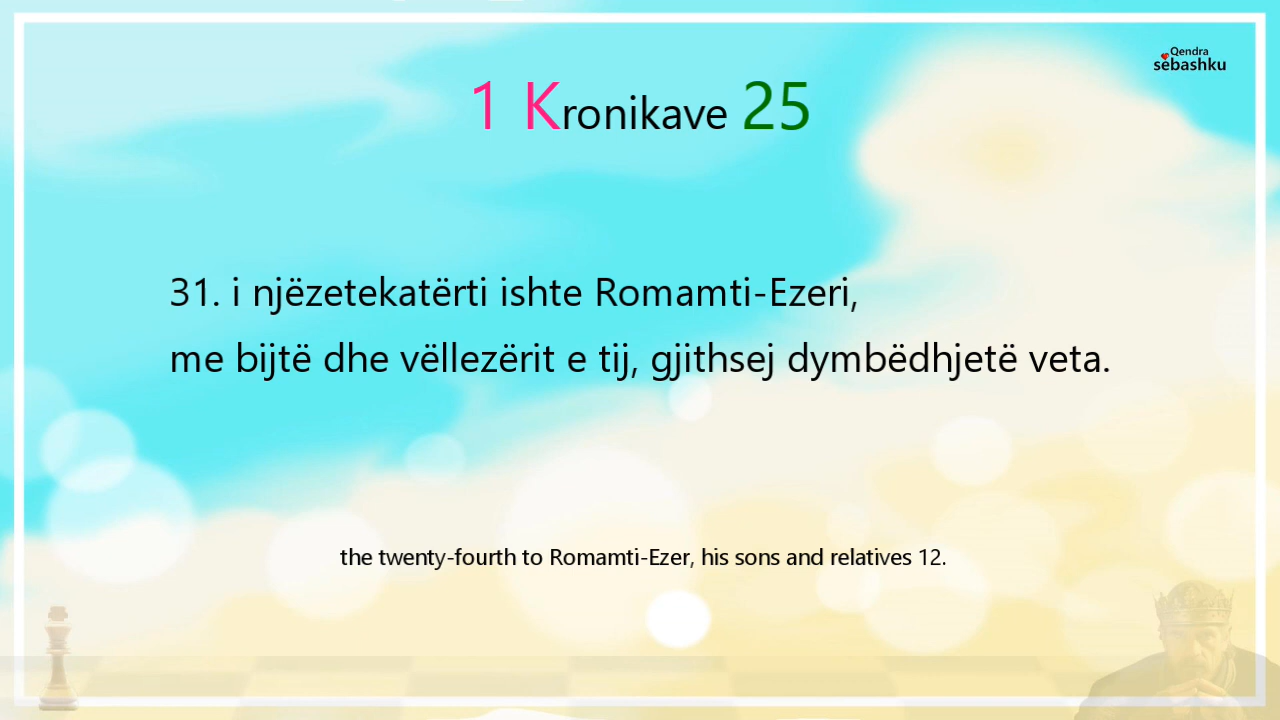 Qendra
sëbashku
1 Kronikave 25
31. i njëzetekatërti ishte Romamti-Ezeri,
me bijtë dhe vëllezërit e tij, gjithsej dymbëdhjetë veta.
the twenty-fourth to Romamti-Ezer, his sons and relatives 12.